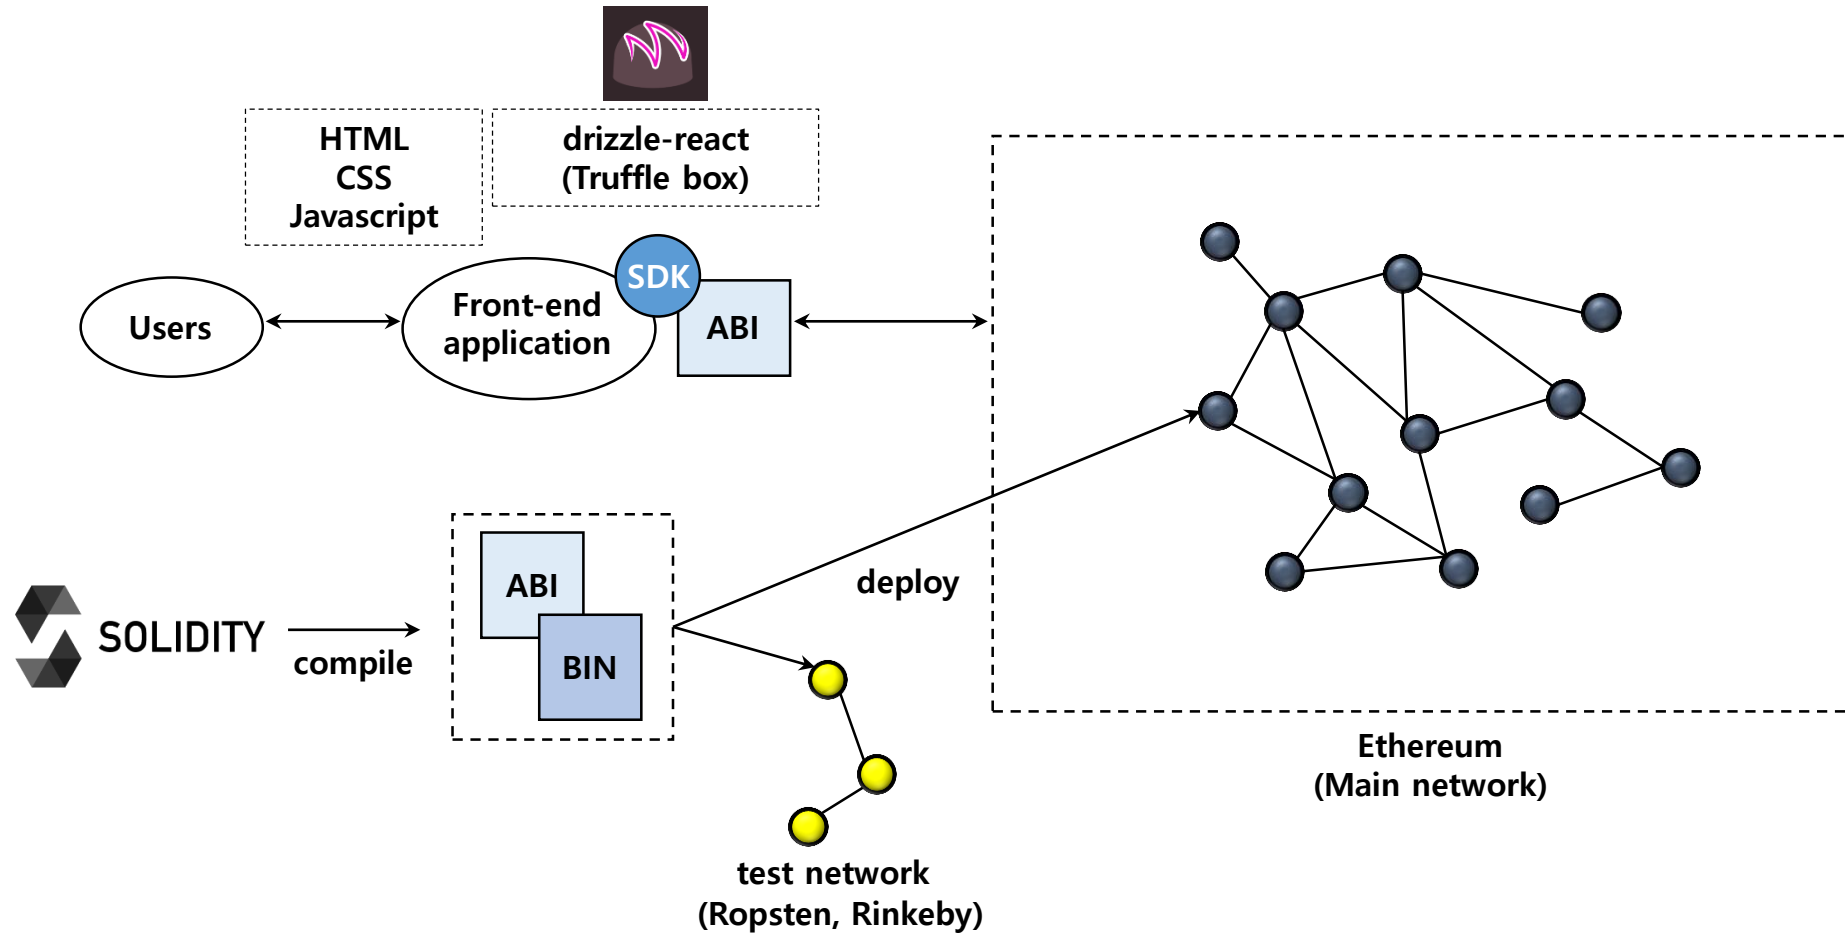 HTML
CSS
Javascript
drizzle-react
(Truffle box)
Users
Front-end
application
SDK
ABI
SOLIDITY
compile
ABI
BIN
deploy
test network
(Ropsten, Rinkeby)
Ethereum
(Main network)